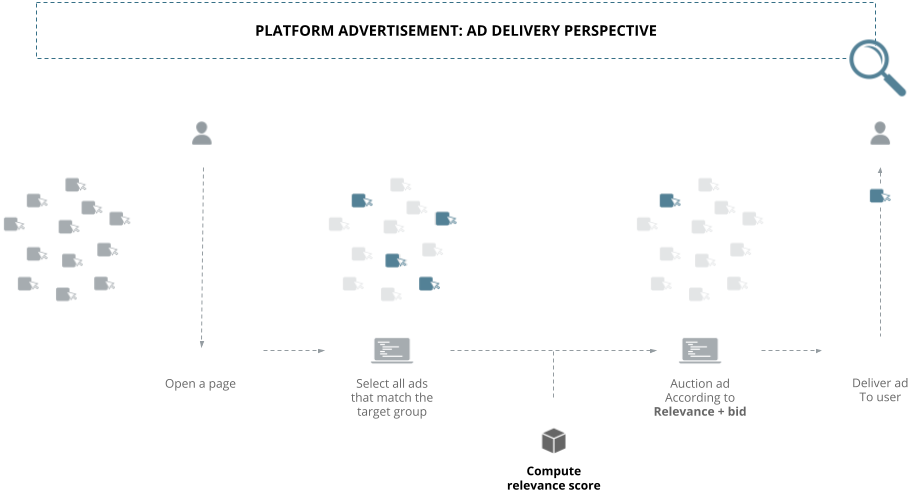 PLATFORM ADVERTISEMENT: AD DELIVERY PERSPECTIVE
Open a page
Select all ads
that match the
target group
Compute
relevance score
Auction ad
According to
Relevance + bid
Deliver ad
To user